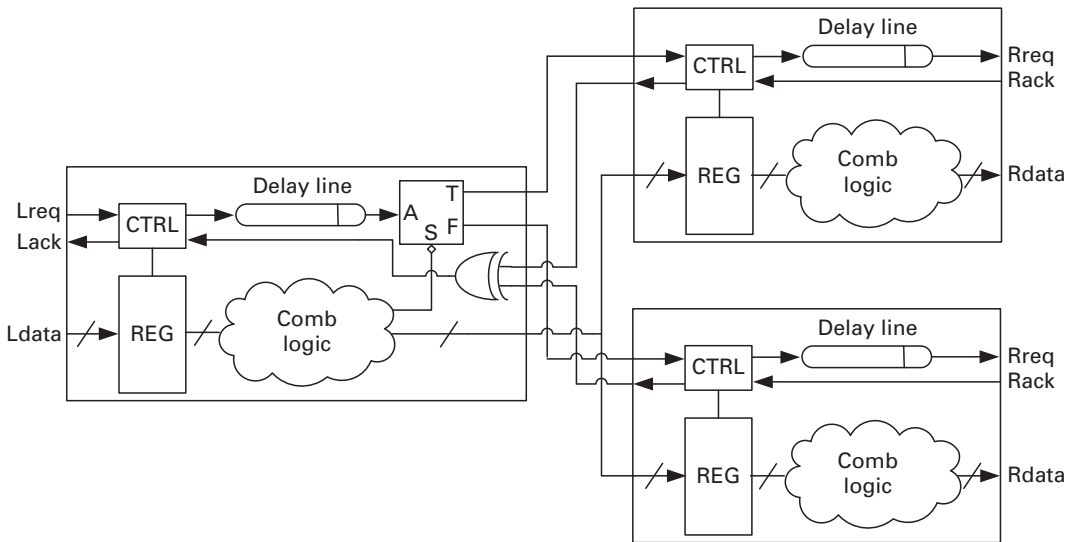 Delay line
CTRL
Rreq
Rack
REG
Comb
logic
Rdata
Delay line
T
A
S F
Lreq
Lack
CTRL
Ldata
REG
Comb
logic
Delay line
CTRL
Rreq
Rack
REG
Comb
logic
Rdata